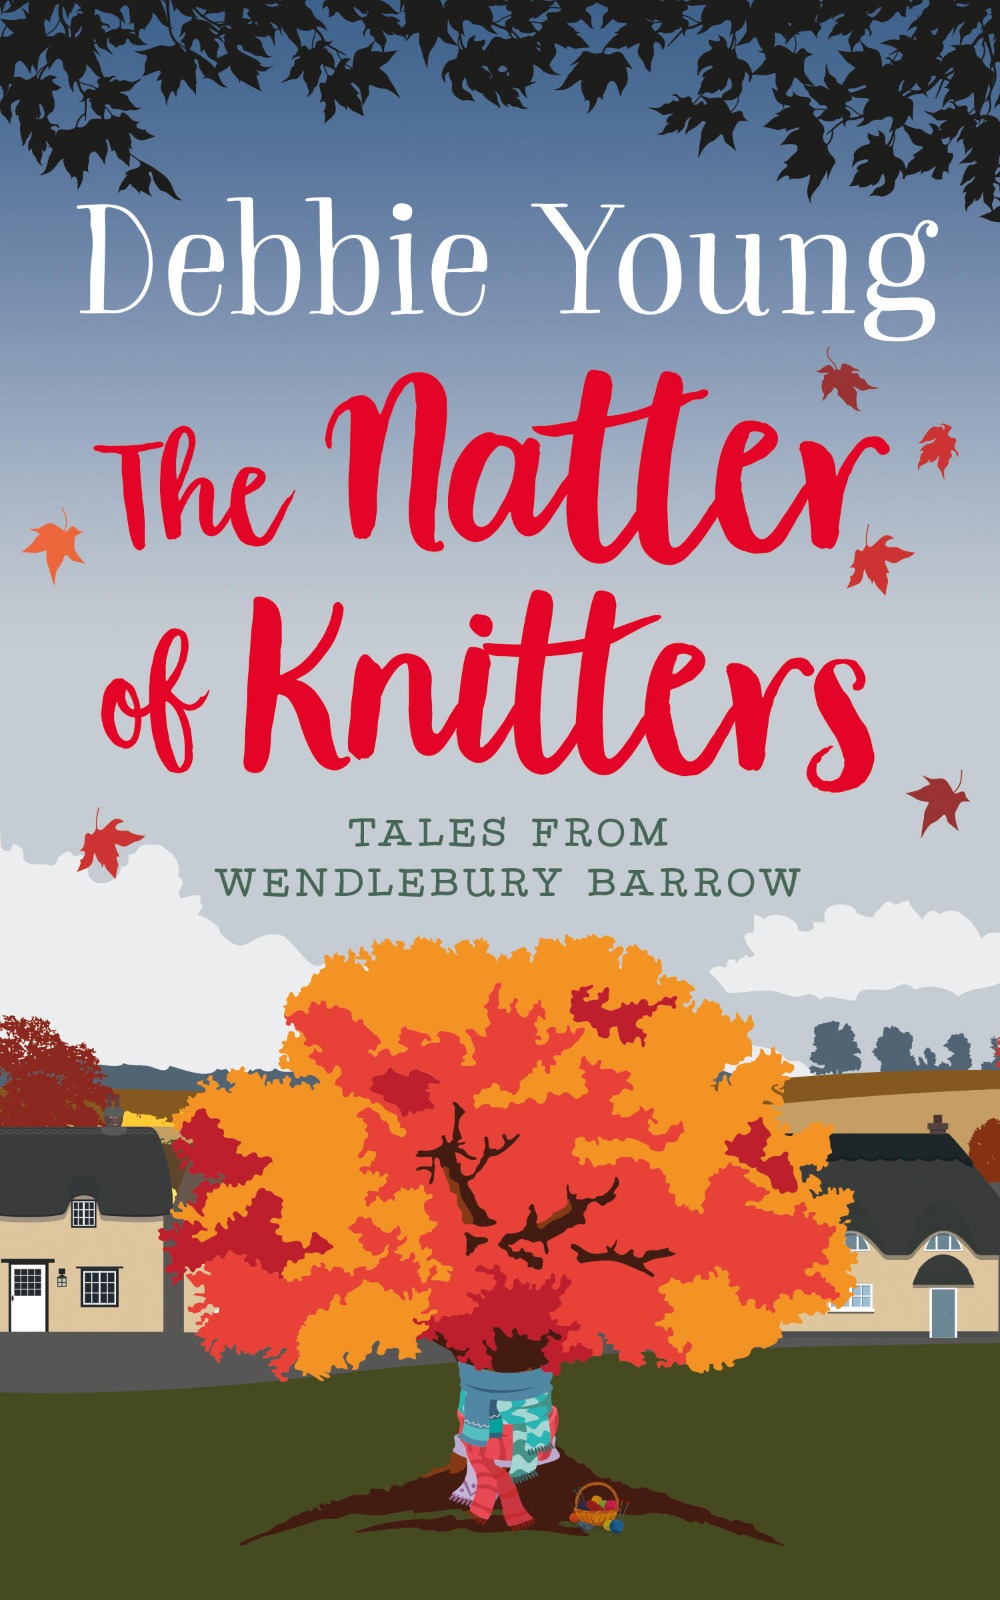 Debbie Young
The Natter
of Knitters
TALES FROM
WENDLEBURY BARROW